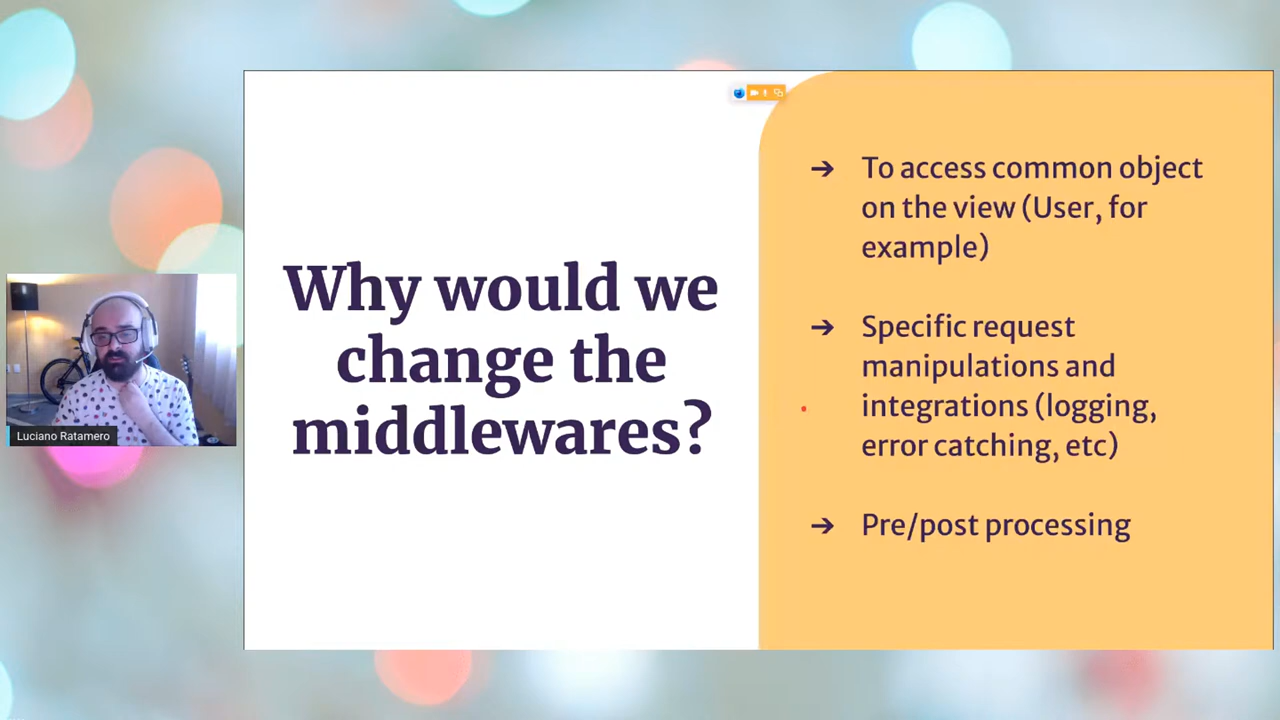 Why would we
change the
middlewares?
➔ To access common object
on the view (User, for
example)
➔ Specific request
manipulations and
integrations (logging,
error catching, etc)
➔ Pre/post processing
Luciano Ratamero